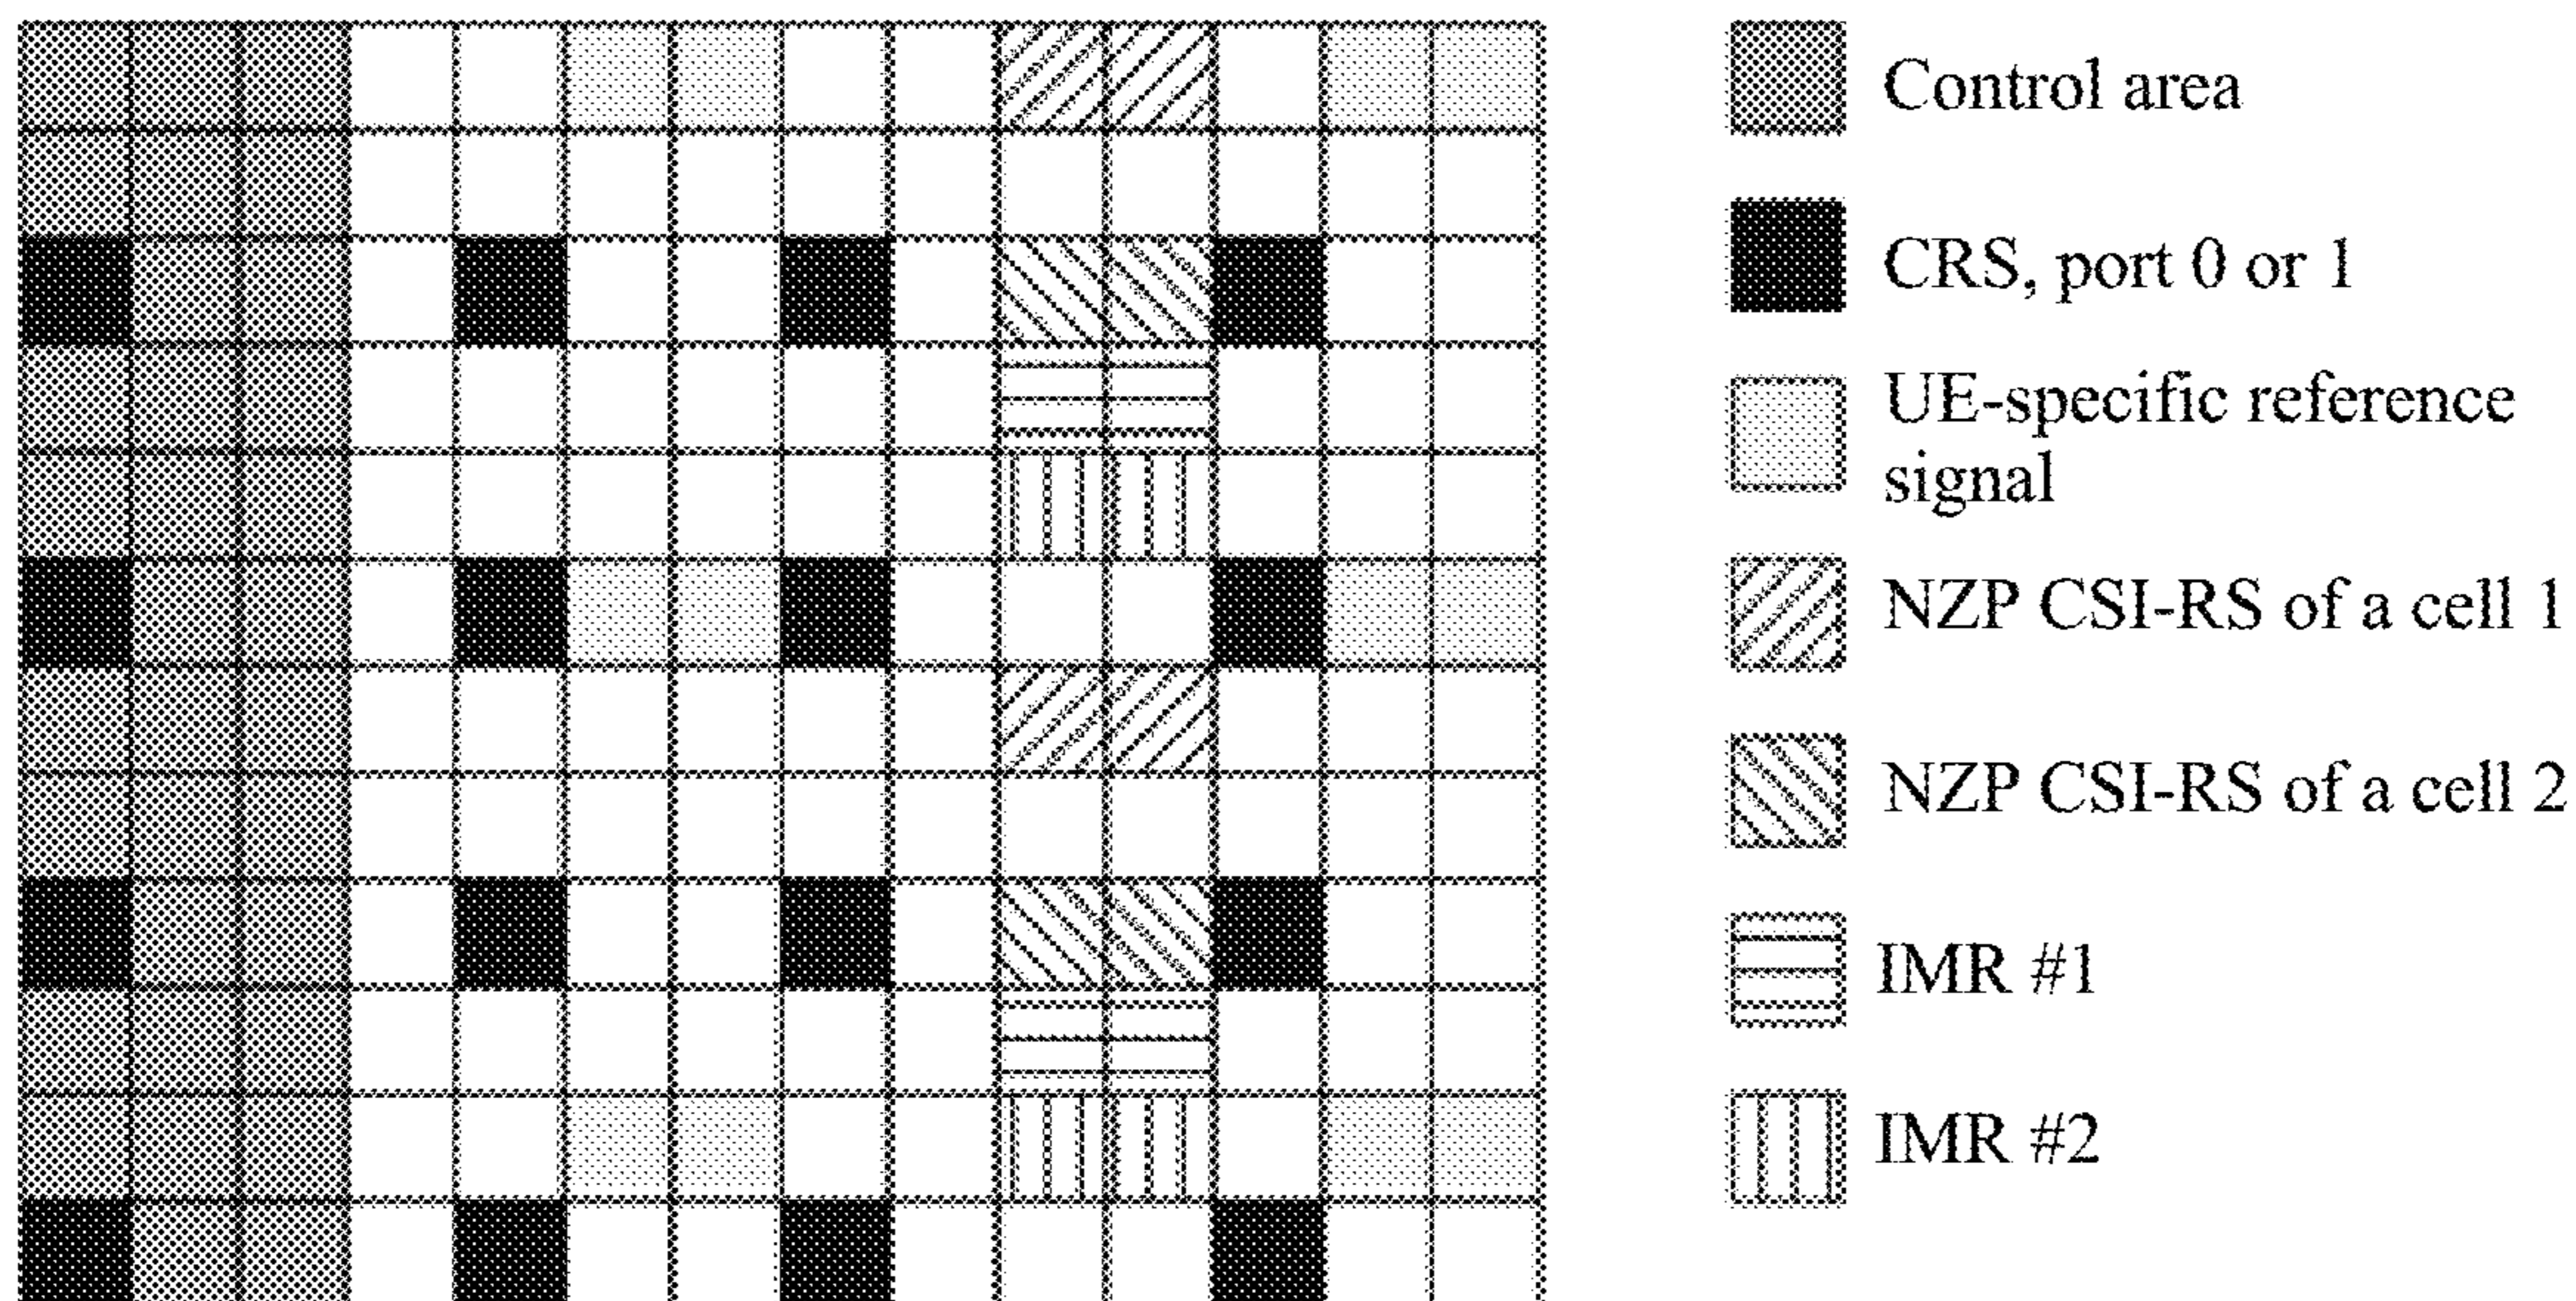 Control area
CRS, port 0 or 1
UE-specific reference
signal
NZP CSI-RS of a cell 1
NZP CSI-RS of a cell 2
IMR #1
IMR #2